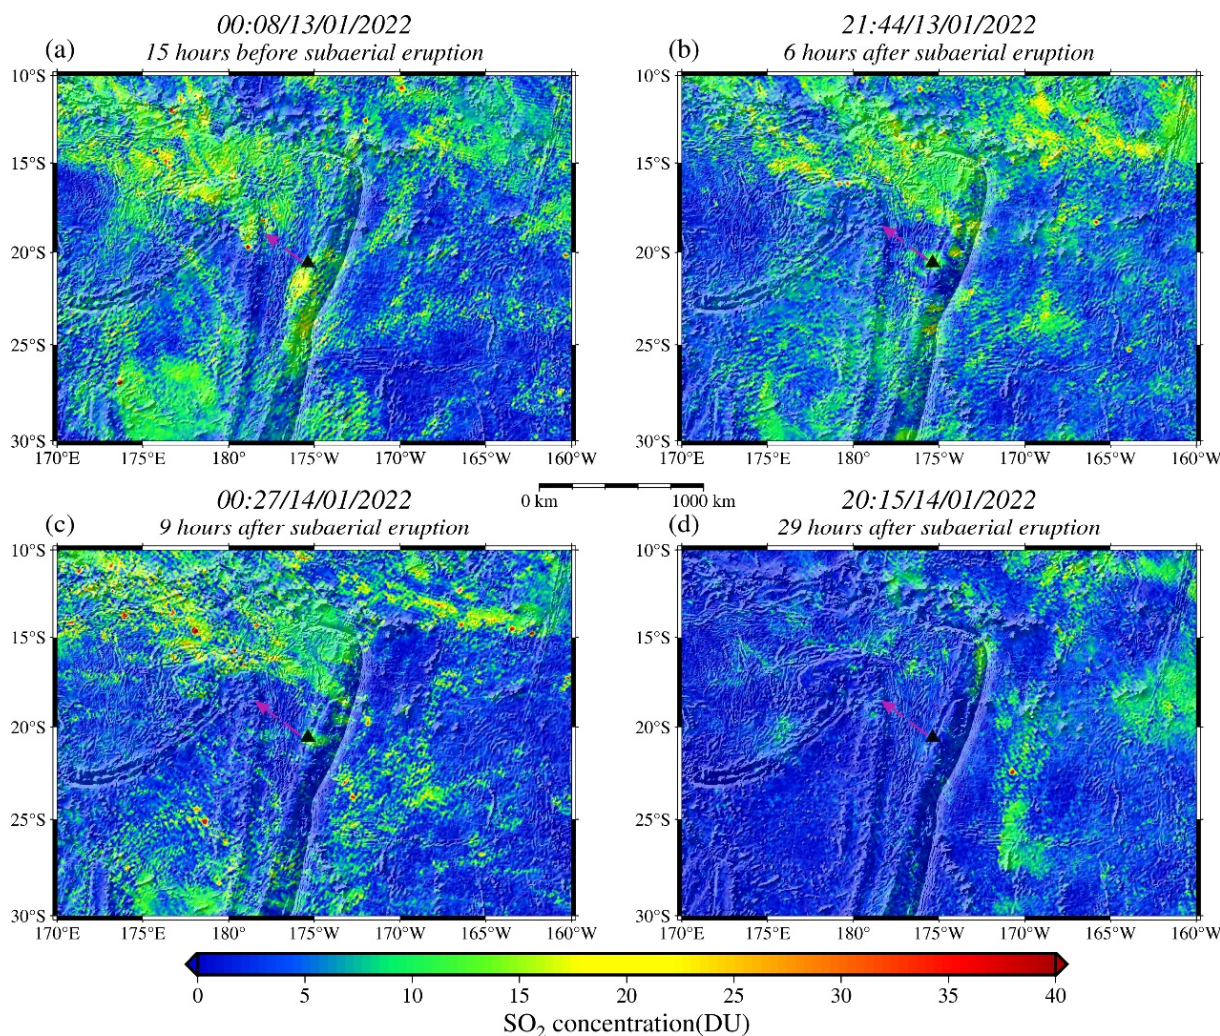 00:08/13/01/2022
(a)
15 hours before subaerial eruption
10°S
15°S
20°S
25°S
30°S
170°E
175°E
180°
175°W
170°W
165°W
160°W
21:44/13/01/2022
(b)
6 hours after subaerial eruption
10°S
15°S
20°S
25°S
30°S
170°E
175°E
180°
175°W
170°W
165°W
160°W
0 km
1000 km
00:27/14/01/2022
(c)
9 hours after subaerial eruption
10°S
15°S
20°S
25°S
30°S
170°E
175°E
180°
175°W
170°W
165°W
160°W
20:15/14/01/2022
(d)
29 hours after subaerial eruption
10°S
15°S
20°S
25°S
30°S
170°E
175°E
180°
175°W
170°W
165°W
160°W
0 5 10 15 20 25 30 35 40
SO₂ concentration(DU)